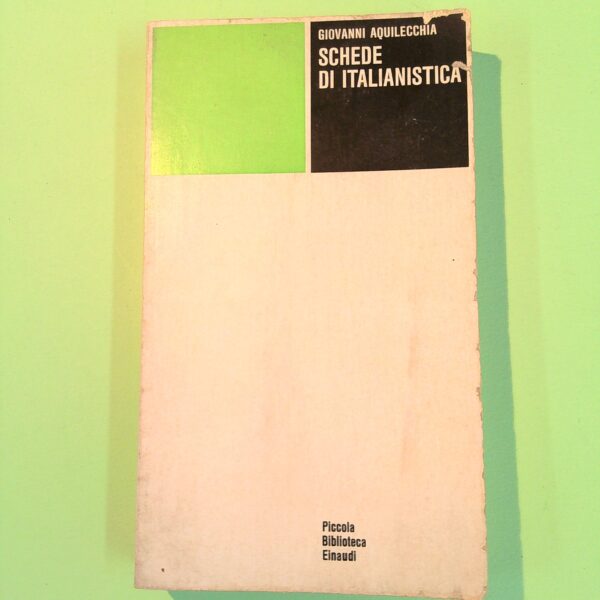 GIOVANNI AQUILECCHIA
SCHEDE
DI ITALIANISTICA
Piccola
Biblioteca
Einaudi